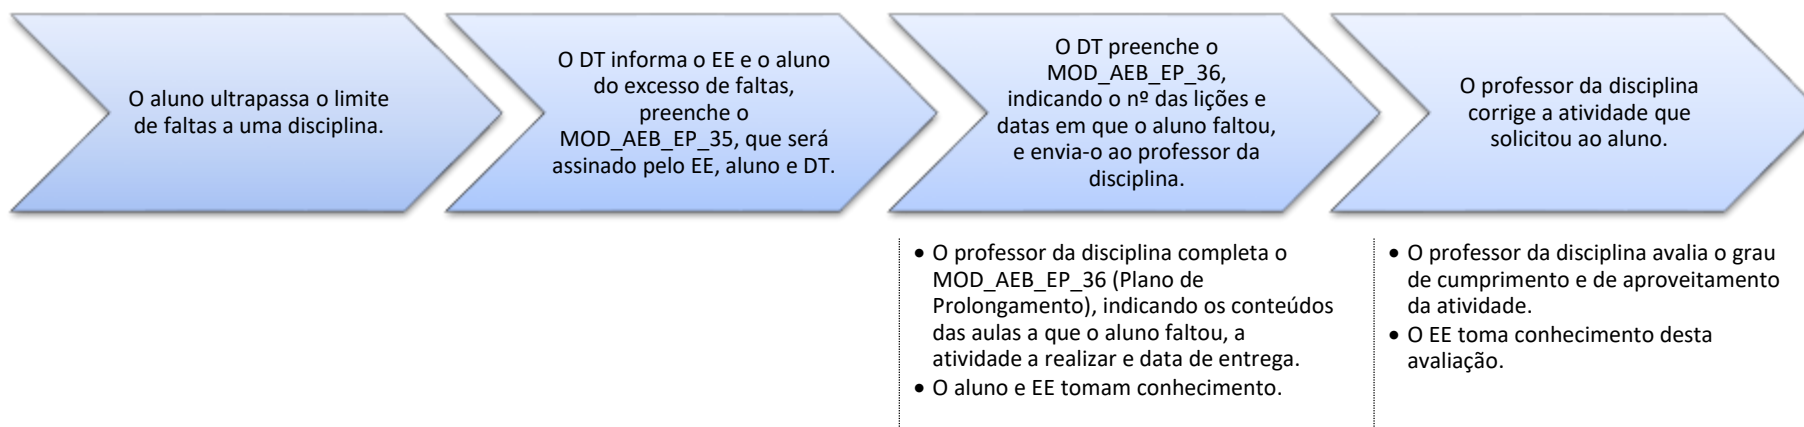 O aluno ultrapassa o limite
de faltas a uma disciplina.
O DT informa o EE e o aluno
do excesso de faltas,
preenche o
MOD_AEB_EP_35, que será
assinado pelo EE, aluno e DT.
O DT preenche o
MOD_AEB_EP_36,
indicando o nº das lições e
datas em que o aluno faltou,
e envia-o ao professor da
disciplina.
O professor da disciplina
corrige a atividade que
solicitou ao aluno.
• O professor da disciplina completa o
MOD_AEB_EP_36 (Plano de
Prolongamento), indicando os conteúdos
das aulas a que o aluno faltou, a
atividade a realizar e data de entrega.
• O aluno e EE tomam conhecimento.
• O professor da disciplina avalia o grau
de cumprimento e de aproveitamento
da atividade.
• O EE toma conhecimento desta
avaliação.